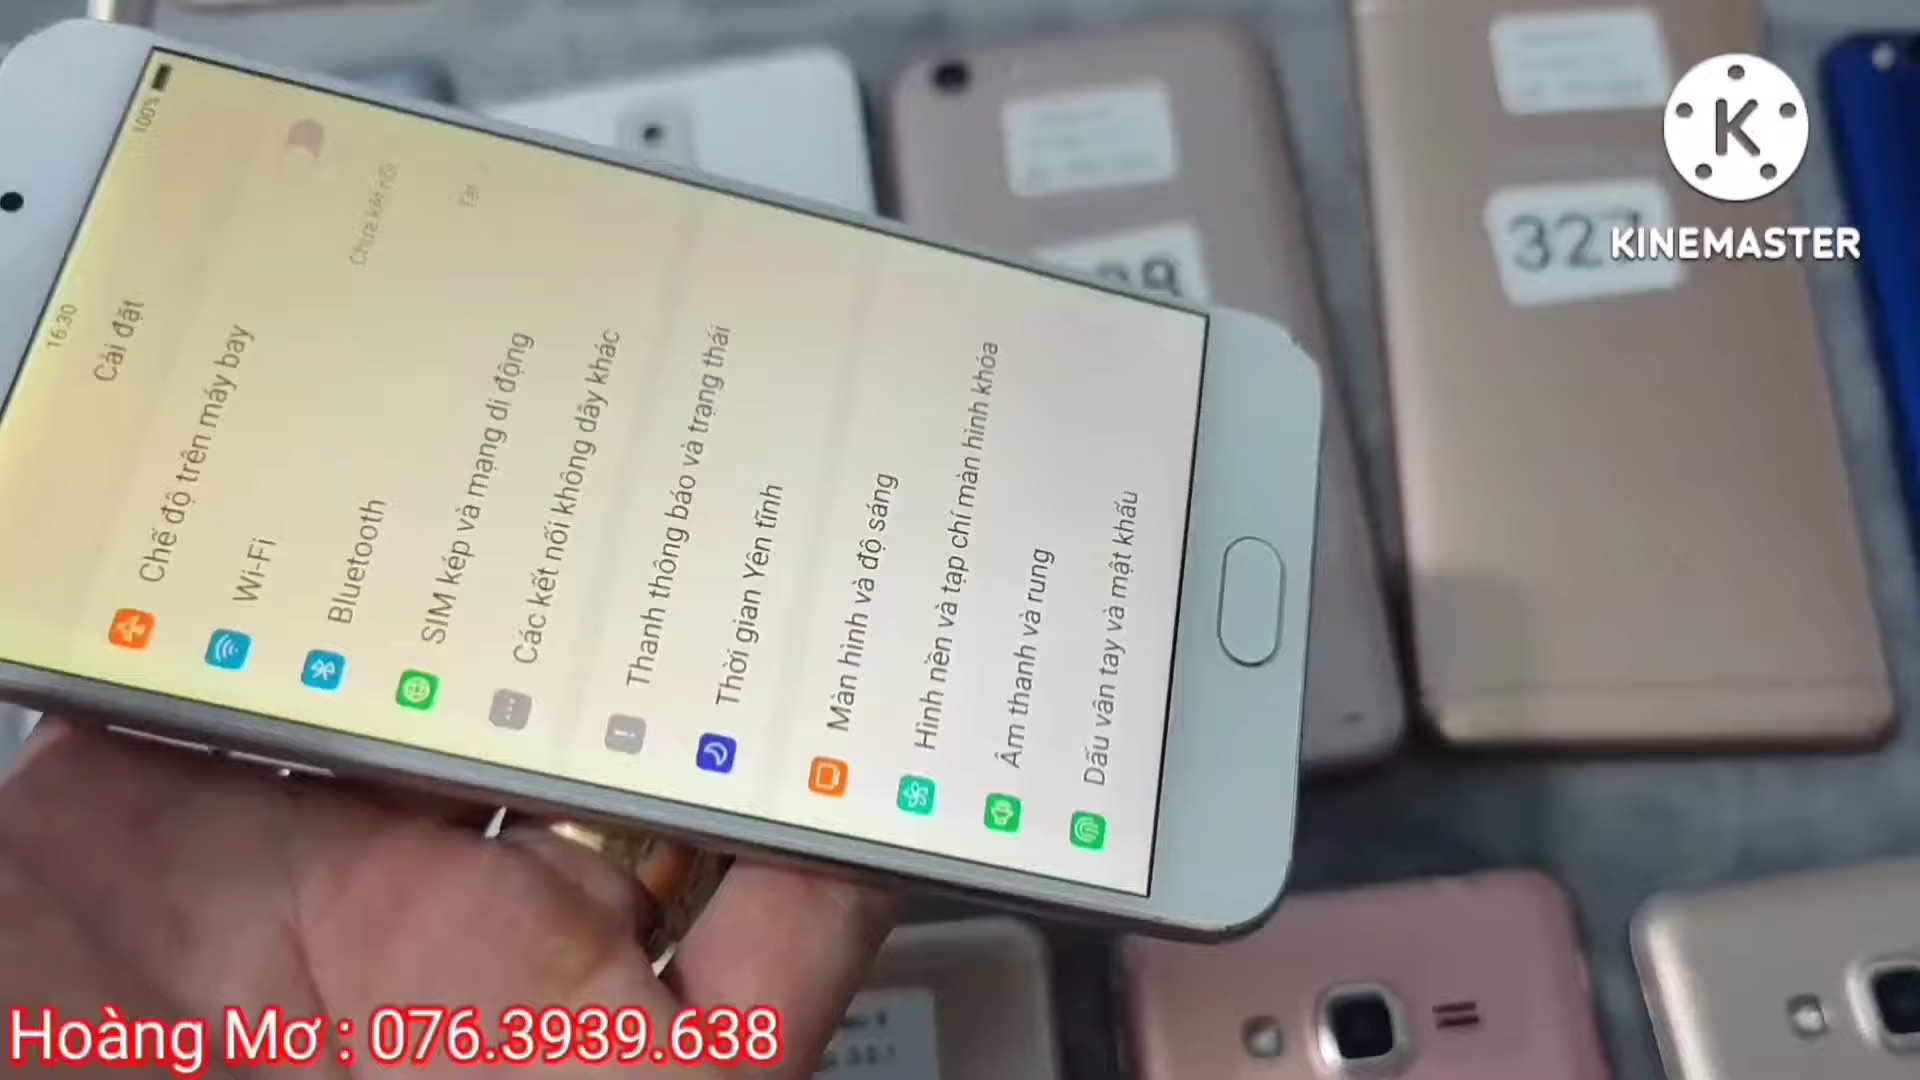 100%
16:30
Cài đặt
Chế độ trên máy bay
Wi-Fi
Chưa kết nối
Bluetooth
Tắt
SIM kép và mạng di động
Các kết nối không dây khác
Thanh thông báo và trạng thái
Thời gian Yên tĩnh
Màn hình và độ sáng
Hình nền và tạp chí màn hình khóa
Âm thanh và rung
Dấu vân tay và mật khẩu
327
K
KINEMASTER
Hoàng Mơ : 076.3939.638